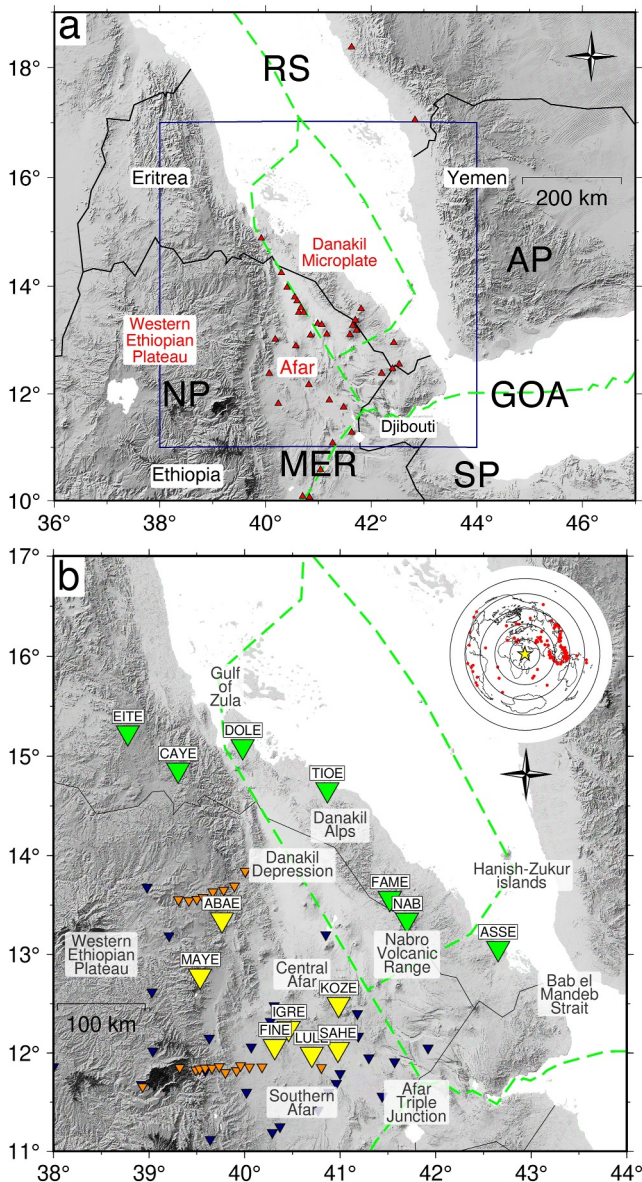 a
RS
18°
16°
14°
12°
10°
Eritrea
Yemen
200 km
Danakil
Microplate
AP
Western
Ethiopian
Plateau
Afar
NP
GOA
Djibouti
MER
Ethiopia
SP
36°
38°
40°
42°
44°
46°
b
17°
16°
15°
14°
13°
12°
11°
Gulf
of
Zula
EITE
DOLE
CAYE
TIOE
Danakil
Alps
Danakil
Depression
Hanish-Zukur
islands
FAME
ABAE
NAB
ASSE
Western
Ethiopian
Plateau
Nabro
Volcanic
Range
MAYE
Central
Afar
KOZE
Bab el
Mandeb
Strait
100 km
IGRE
FINE
SAHE
Southern
Afar
Afar
Triple
Junction
38°
39°
40°
41°
42°
43°
44°